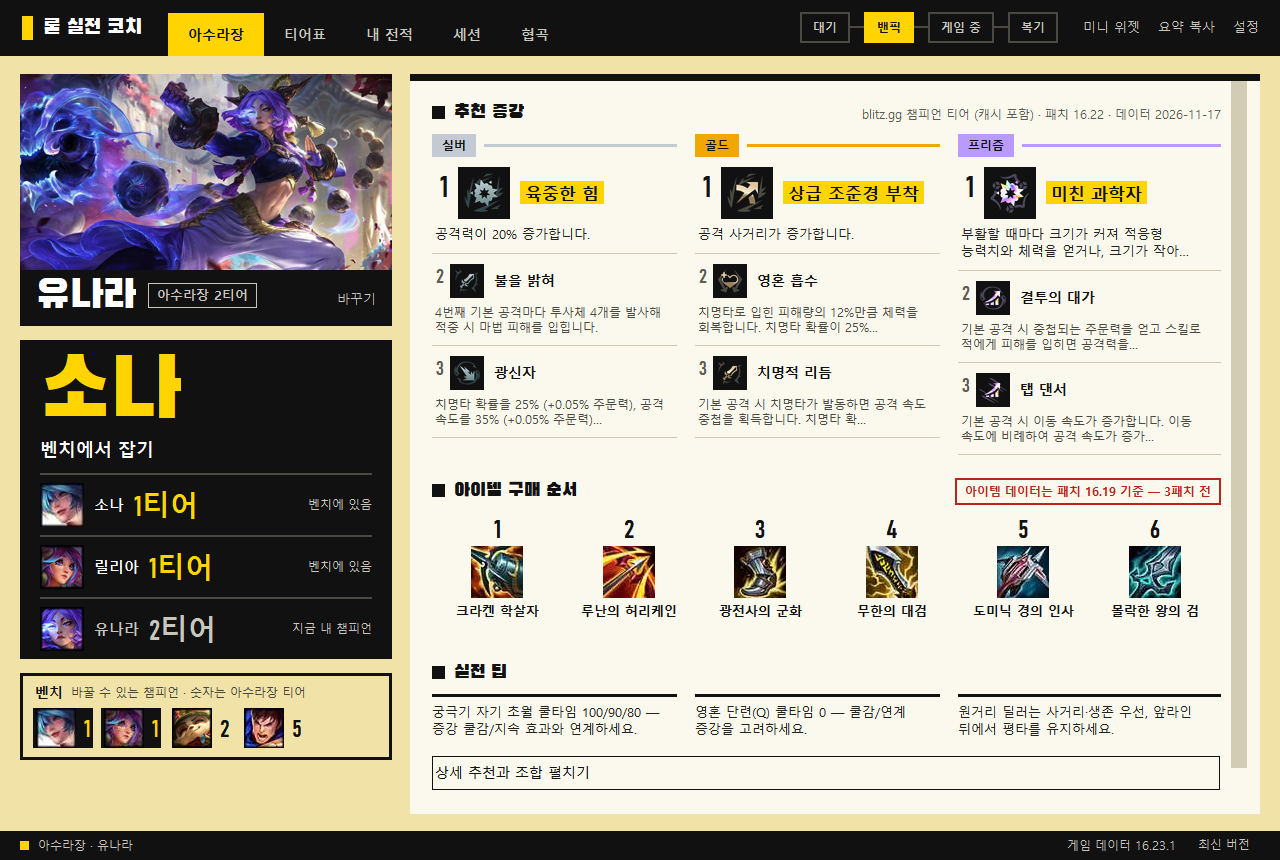 롤 실전 코치
아수라장
티어표
내 전적
세션
협곡
대기
밴픽
게임 중
복기
미니 위젯
요약 복사
설정
유나라
아수라장 2티어
바꾸기
소나
벤치에서 잡기
소나 1티어 벤치에 있음
릴리아 1티어 벤치에 있음
유나라 2티어 지금 내 챔피언
벤치 바꿀 수 있는 챔피언 · 숫자는 아수라장 티어
1 1 2 5
추천 증강
blitz.gg 챔피언 티어 (캐시 포함) · 패치 16.22 · 데이터 2026-11-17
실버
1 육중한 힘
공격력이 20% 증가합니다.
2 불을 밝혀
4번째 기본 공격마다 투사체 4개를 발사해
적중 시 마법 피해를 입힙니다.
3 광신자
치명타 확률을 25% (+0.05% 주문력), 공격
속도를 35% (+0.05% 주문력)...
골드
1 상급 조준경 부착
공격 사거리가 증가합니다.
2 영혼 흡수
치명타로 입힌 피해량의 12%만큼 체력을
회복합니다. 치명타 확률이 25%...
3 치명적 리듬
기본 공격 시 치명타가 발동하면 공격 속도
중첩을 획득합니다. 치명타 확...
프리즘
1 미친 과학자
부활할 때마다 크기가 커져 적응형
능력치와 체력을 얻거나, 크기가 작아...
2 결투의 대가
기본 공격 시 중첩되는 주문력을 얻고 스킬로
적에게 피해를 입히면 공격력을...
3 탭 댄서
기본 공격 시 이동 속도가 증가합니다. 이동
속도에 비례하여 공격 속도가 증가...
아이템 구매 순서
아이템 데이터는 패치 16.19 기준 — 3패치 전
1 2 3 4 5 6
크라켄 학살자
루난의 허리케인
광전사의 군화
무한의 대검
도미닉 경의 인사
몰락한 왕의 검
실전 팁
궁극기 자기 초월 쿨타임 100/90/80 —
증강 쿨감/지속 효과와 연계하세요.
영혼 단련(Q) 쿨타임 0 — 쿨감/연계
증강을 고려하세요.
원거리 딜러는 사거리·생존 우선, 앞라인
뒤에서 평타를 유지하세요.
상세 추천과 조합 펼치기
아수라장 · 유나라
게임 데이터 16.23.1
최신 버전